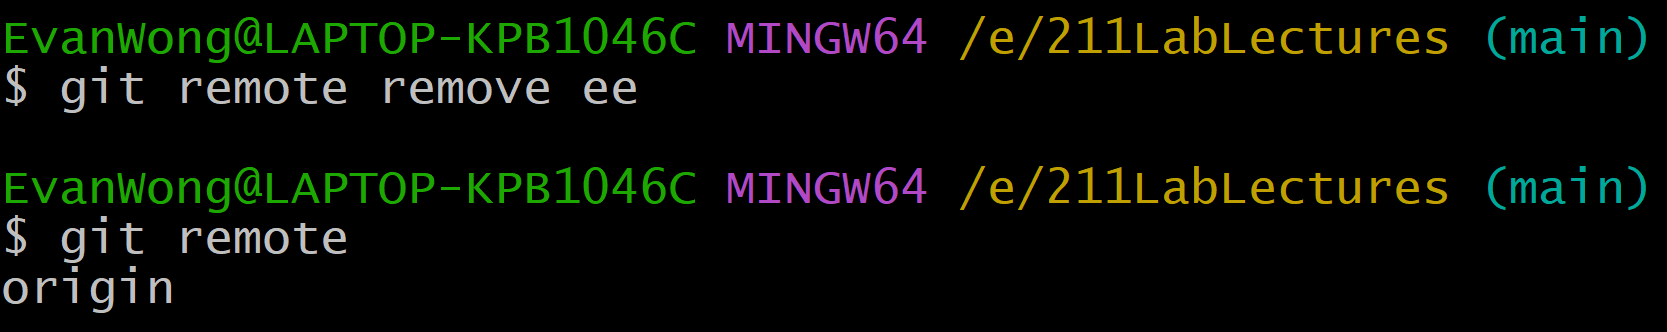 EvanWong@LAPTOP-KPB1046C MINGW64 /e/211LabLectures (main)
$ git remote remove ee
EvanWong@LAPTOP-KPB1046C MINGW64 /e/211LabLectures (main)
$ git remote
origin